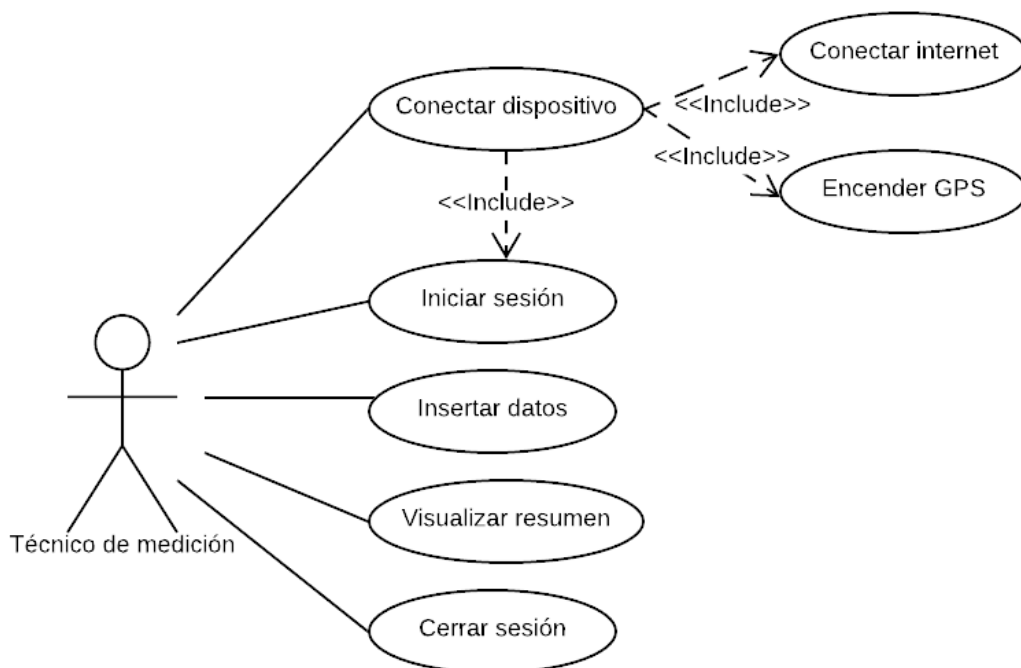 Conectar internet
Conectar dispositivo
<<Include>>
<<Include>>
Encender GPS
<<Include>>
Iniciar sesión
Insertar datos
Visualizar resumen
Técnico de medición
Cerrar sesión